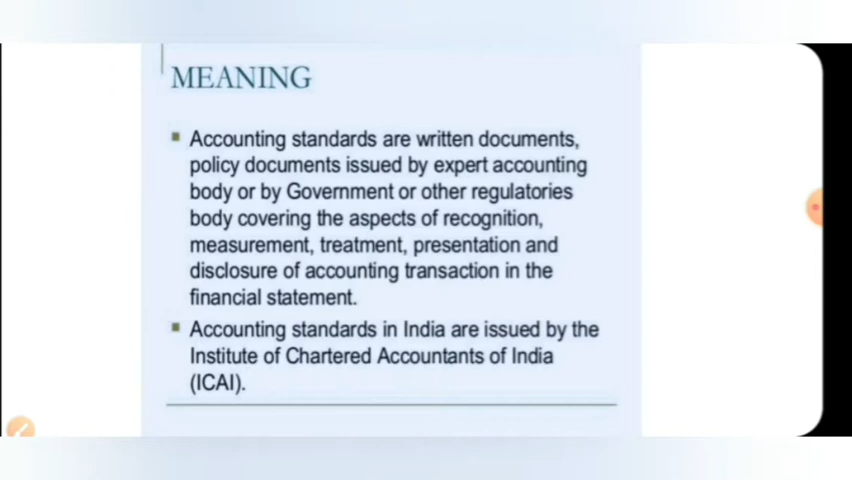 MEANING
Accounting standards are written documents,
policy documents issued by expert accounting
body or by Government or other regulatories
body covering the aspects of recognition,
measurement, treatment, presentation and
disclosure of accounting transaction in the
financial statement.
Accounting standards in India are issued by the
Institute of Chartered Accountants of India
(ICAI).